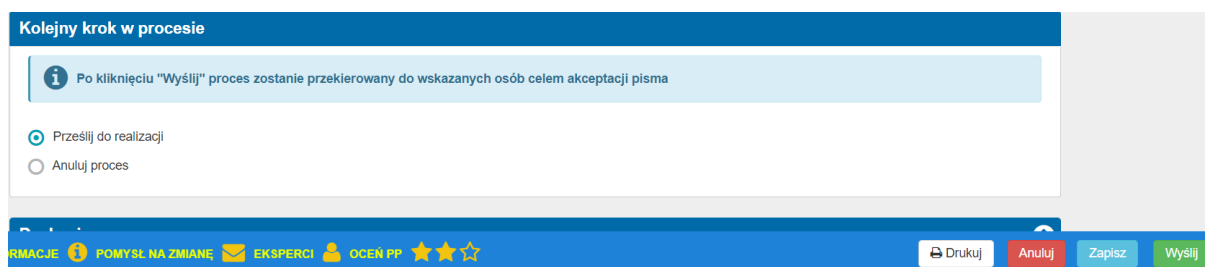 Kolejny krok w procesie
Po kliknięciu "Wyślij" proces zostanie przekierowany do wskazanych osób celem akceptacji pisma
Prześlij do realizacji
Anuluj proces
RMACJE POMYSŁ NA ZMIANĘ EKSPERCI OCEŃ PP Drukuj Anuluj Zapisz Wyślij